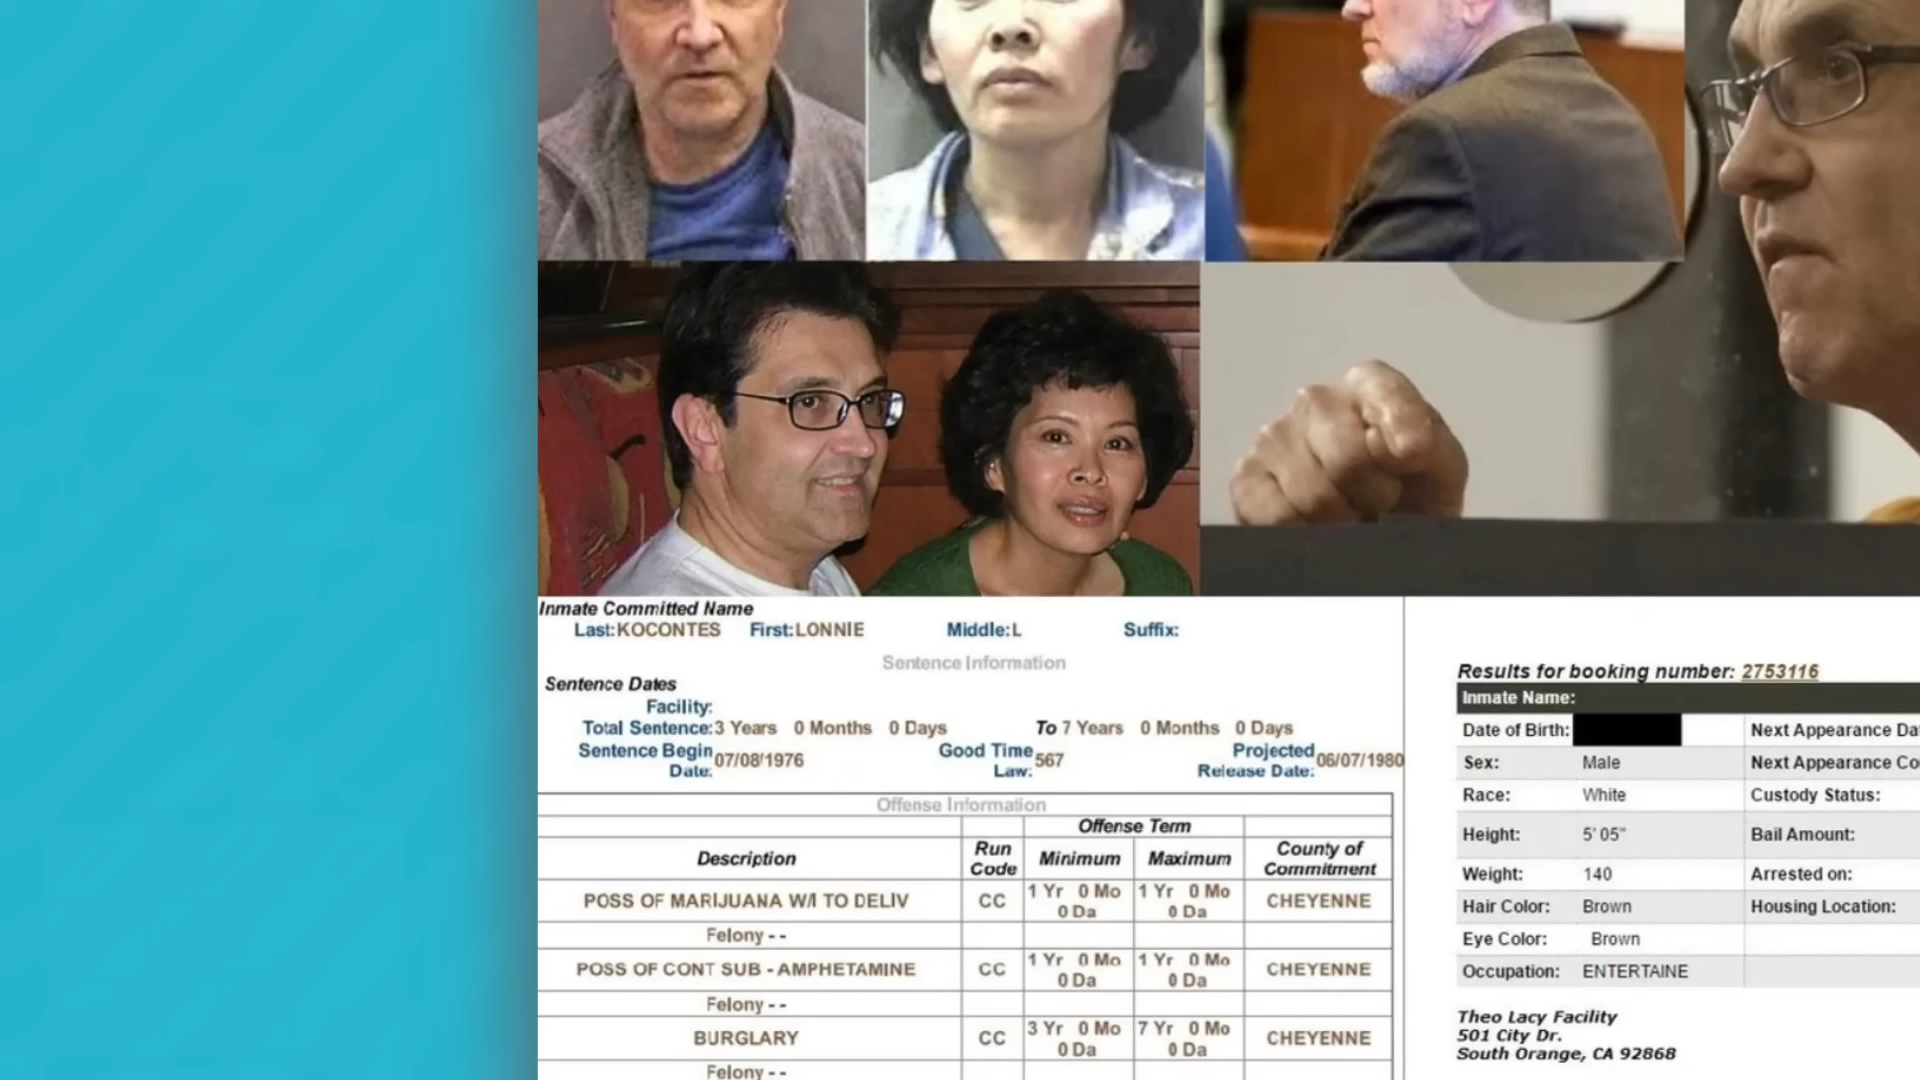 Inmate Committed Name
Last: KOCONTES First: LONNIE Middle: L Suffix:
Sentence Information
Sentence Dates
Facility:
Total Sentence: 3 Years 0 Months 0 Days To 7 Years 0 Months 0 Days
Sentence Begin Date: 07/08/1976 Good Time Law: 567 Projected Release Date: 06/07/1980
Offense Information
Offense Term
Description Run Code Minimum Maximum County of Commitment
POSS OF MARIJUANA W/I TO DELIV CC 1 Yr 0 Mo 0 Da 1 Yr 0 Mo 0 Da CHEYENNE
Felony - -
POSS OF CONT SUB - AMPHETAMINE CC 1 Yr 0 Mo 0 Da 1 Yr 0 Mo 0 Da CHEYENNE
Felony - -
BURGLARY CC 3 Yr 0 Mo 0 Da 7 Yr 0 Mo 0 Da CHEYENNE
Felony - -
Results for booking number: 2753116
Inmate Name:
Date of Birth: Next Appearance Da
Sex: Male Next Appearance Co
Race: White Custody Status:
Height: 5' 05" Bail Amount:
Weight: 140 Arrested on:
Hair Color: Brown Housing Location:
Eye Color: Brown
Occupation: ENTERTAINE
Theo Lacy Facility
501 City Dr.
South Orange, CA 92868